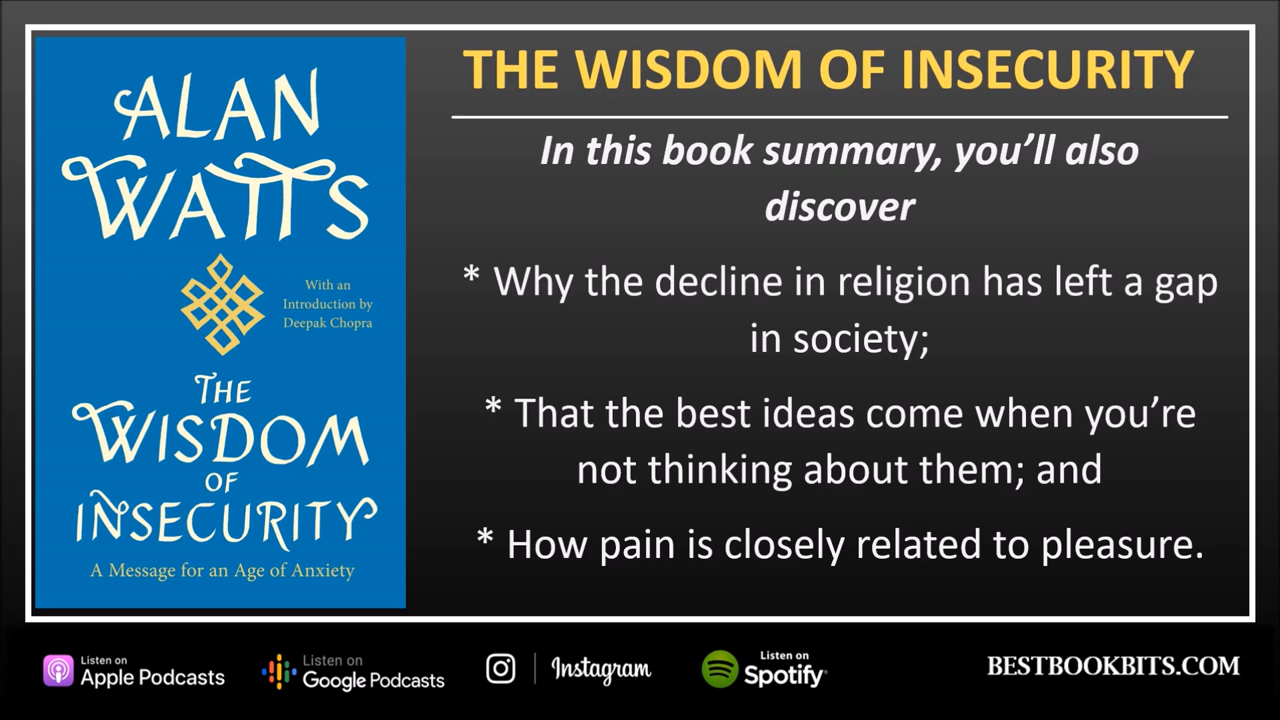 ALAN
WATTS
With an
Introduction by
Deepak Chopra
THE
WISDOM
OF
INSECURITY
A Message for an Age of Anxiety
THE WISDOM OF INSECURITY
In this book summary, you’ll also
discover
* Why the decline in religion has left a gap
in society;
* That the best ideas come when you’re
not thinking about them; and
* How pain is closely related to pleasure.
Listen on
Apple Podcasts
Listen on
Google Podcasts
Instagram
Listen on
Spotify
BESTBOOKBITS.COM